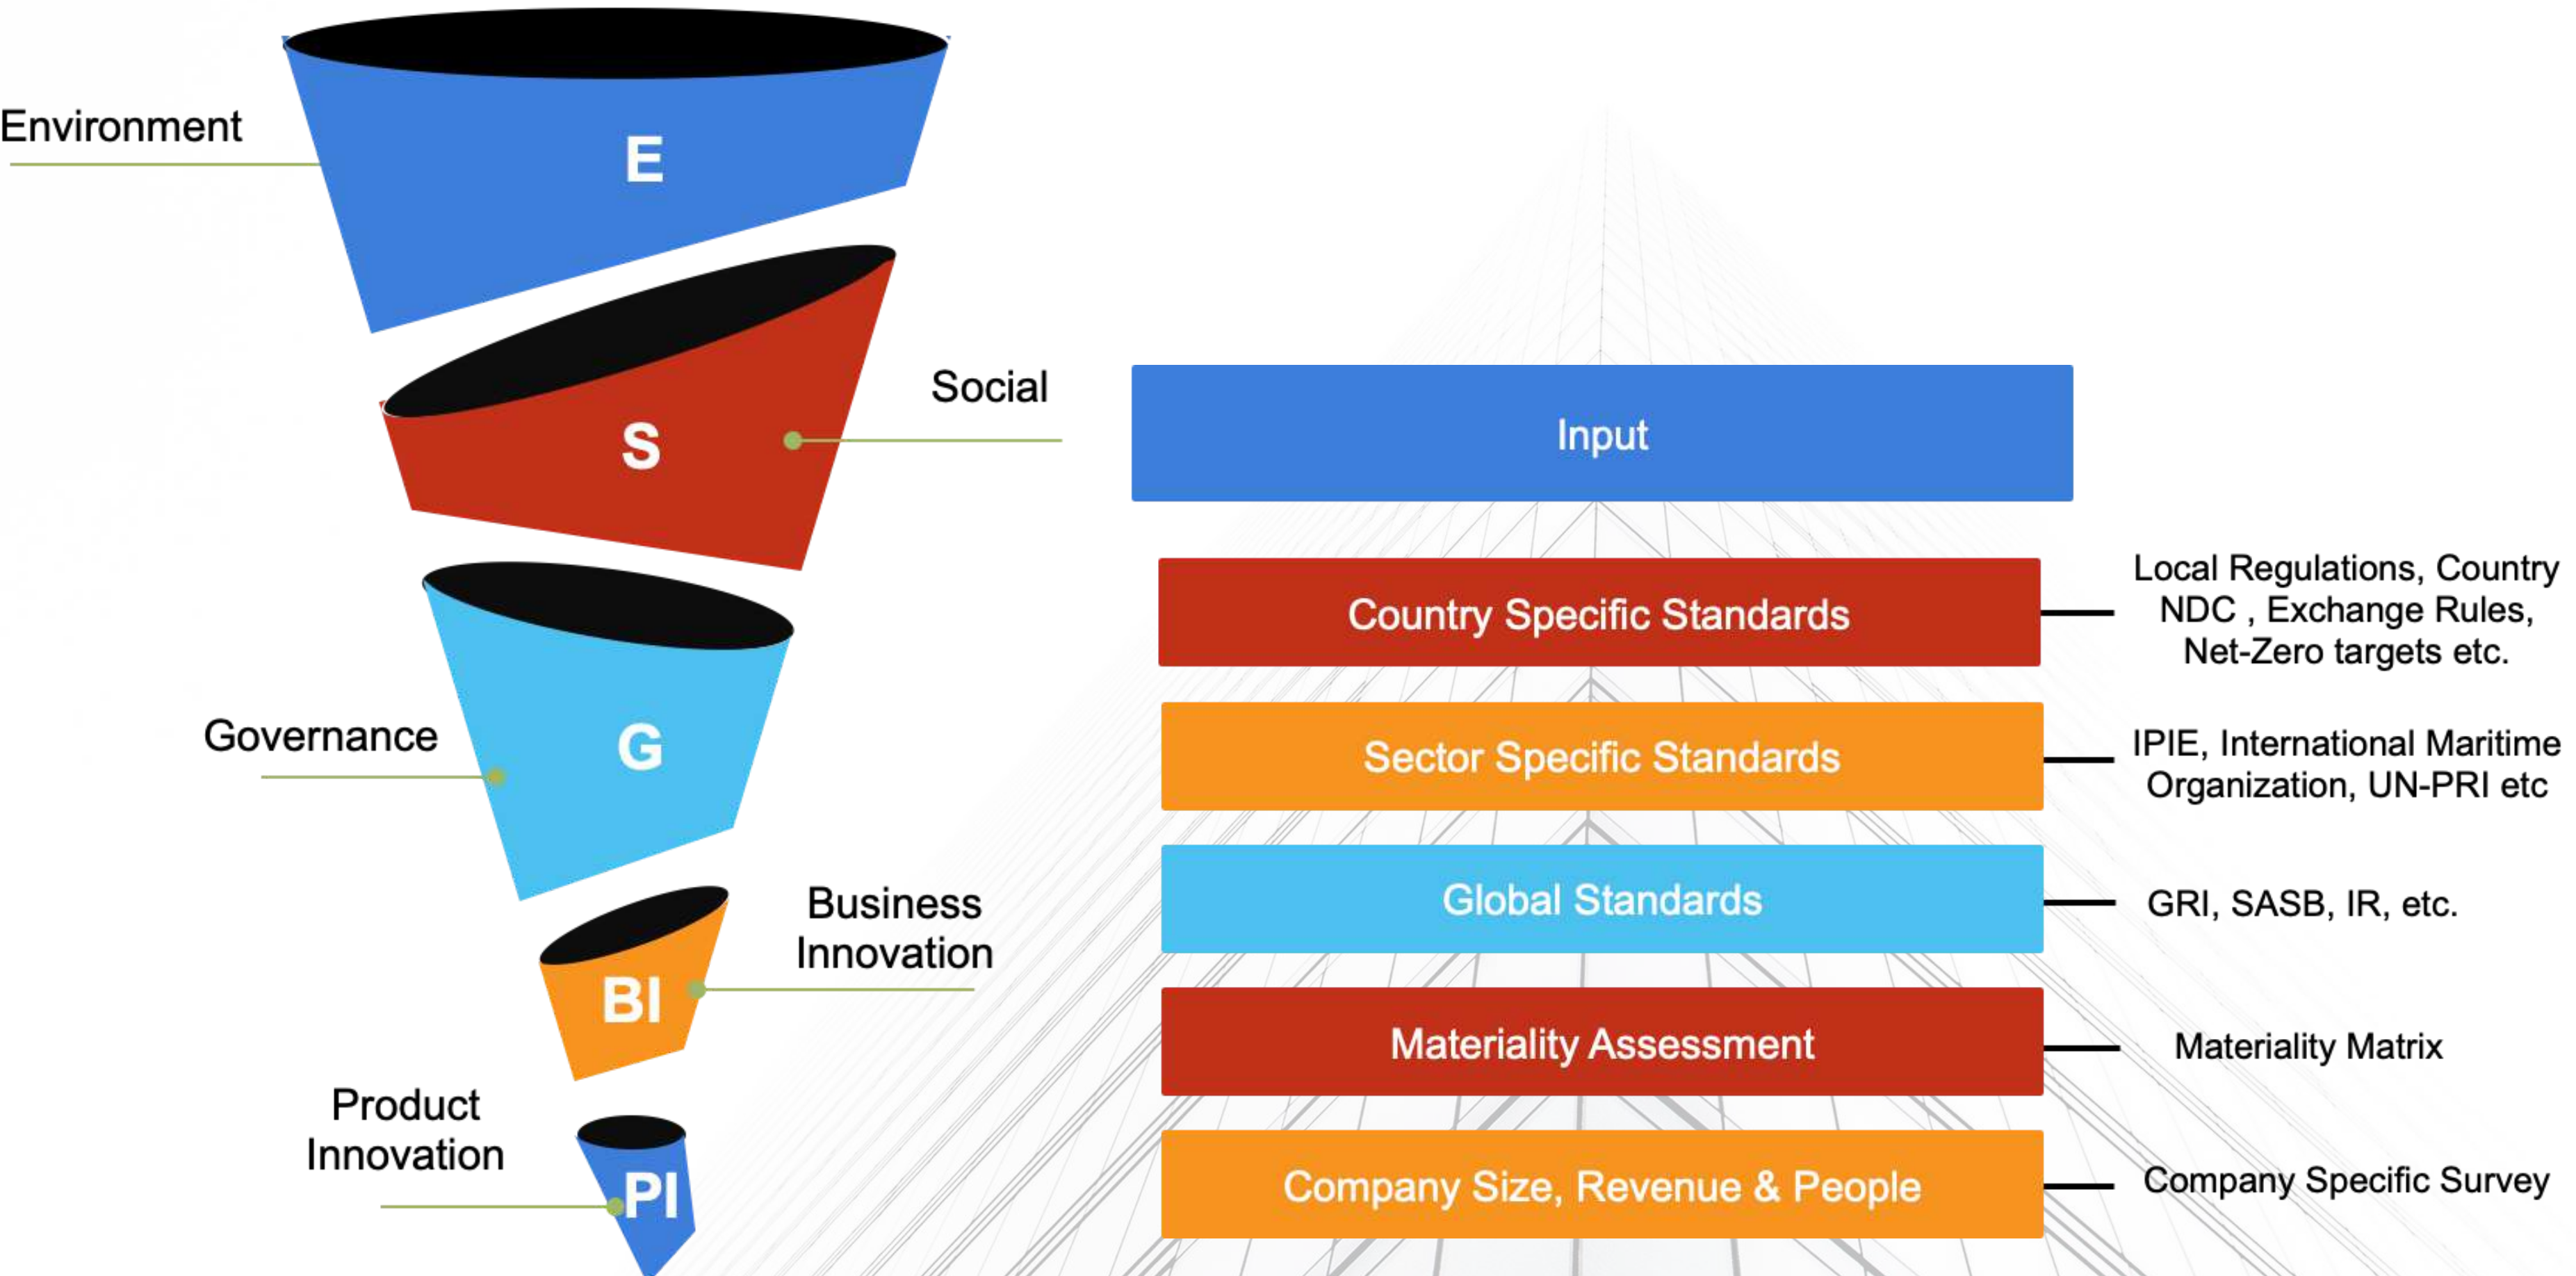 Environment
E
Social
S
Governance
G
Business
Innovation
BI
Product
Innovation
PI
Input
Country Specific Standards
Local Regulations, Country
NDC , Exchange Rules,
Net-Zero targets etc.
Sector Specific Standards
IPIE, International Maritime
Organization, UN-PRI etc
Global Standards
GRI, SASB, IR, etc.
Materiality Assessment
Materiality Matrix
Company Size, Revenue & People
Company Specific Survey